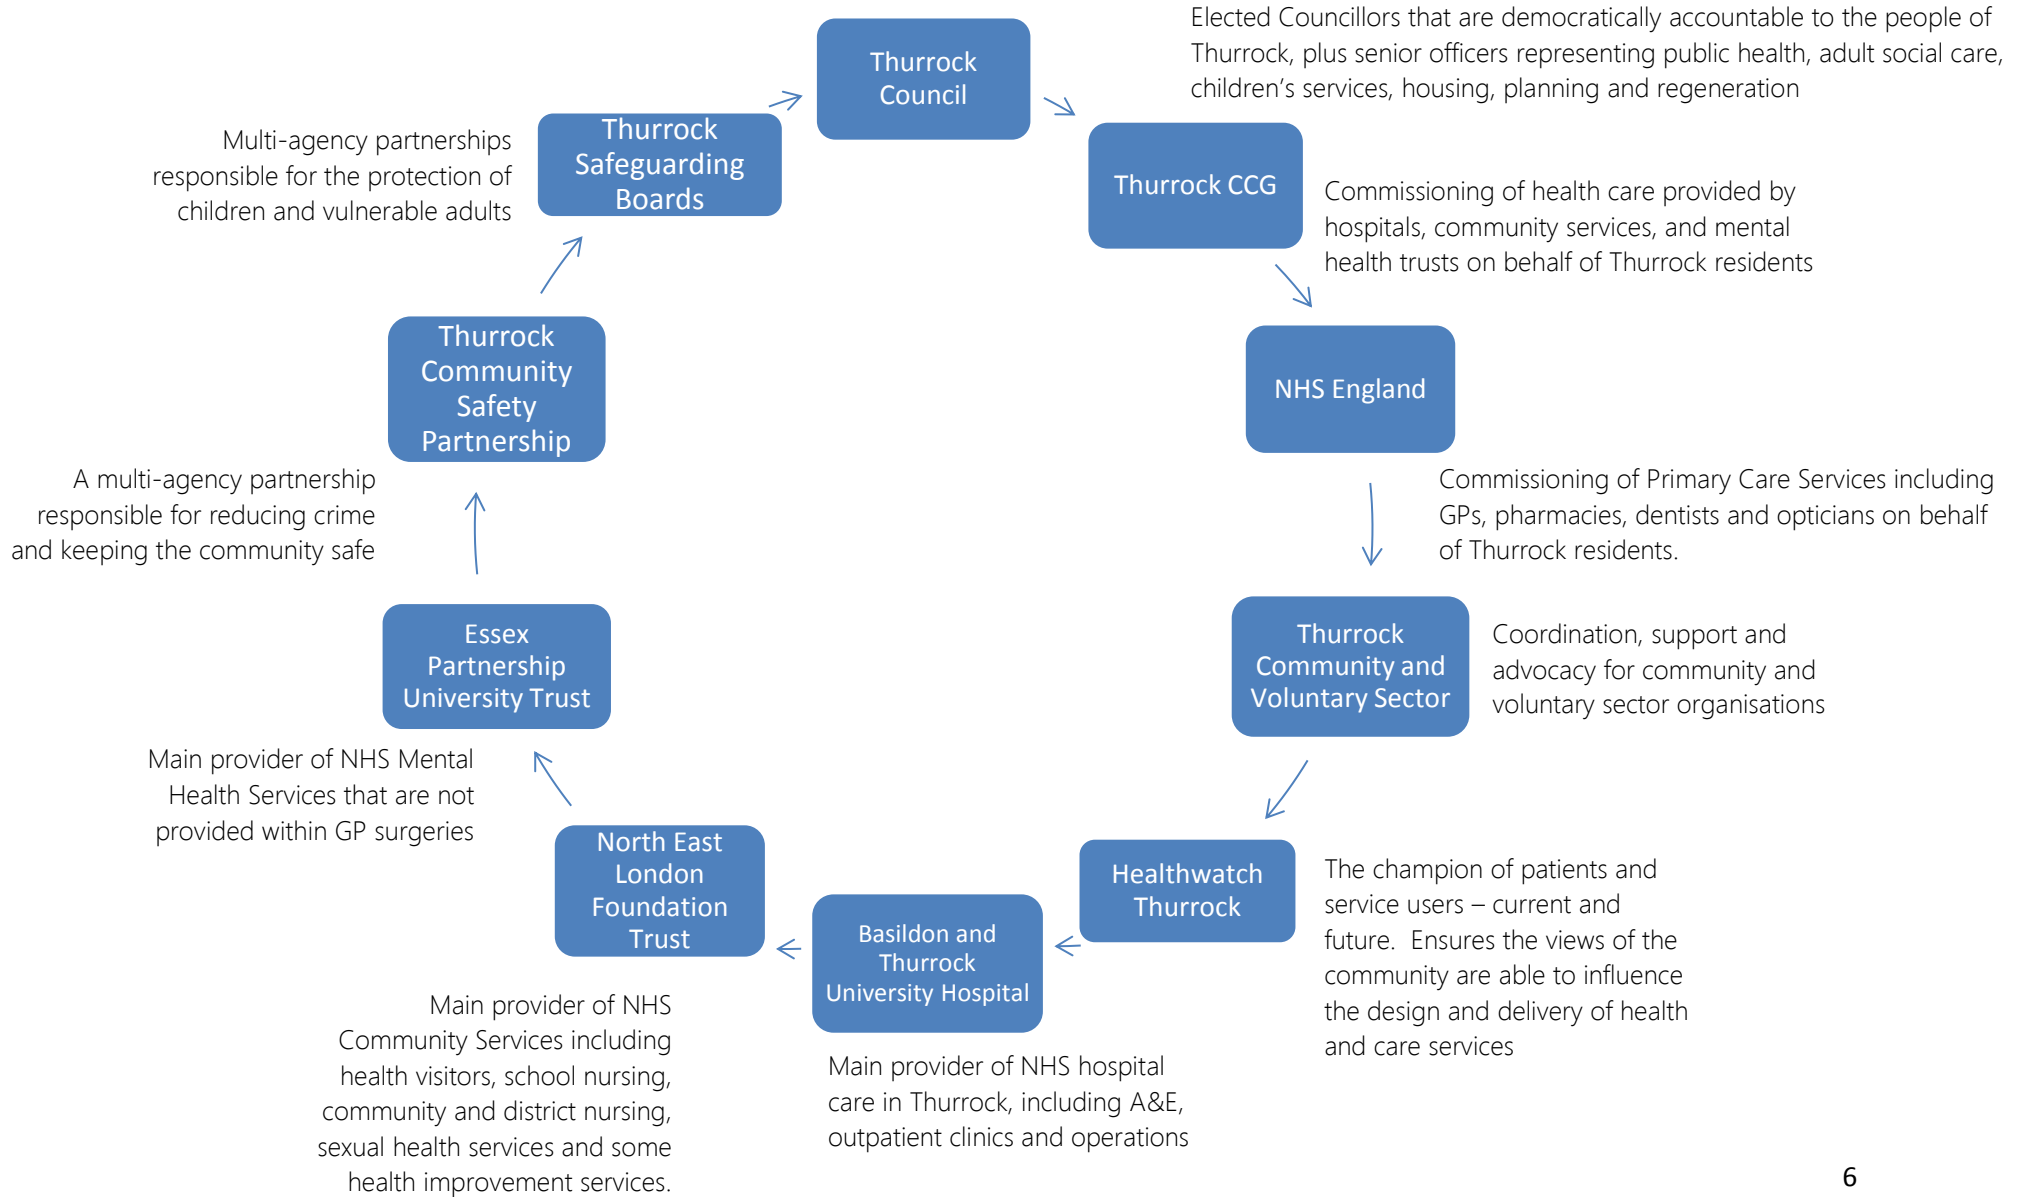 Elected Councillors that are democratically accountable to the people of
Thurrock, plus senior officers representing public health, adult social care,
children's services, housing, planning and regeneration
Thurrock
Council
Thurrock CCG
Commissioning of health care provided by
hospitals, community services, and mental
health trusts on behalf of Thurrock residents
NHS England
Commissioning of Primary Care Services including
GPs, pharmacies, dentists and opticians on behalf
of Thurrock residents.
Thurrock
Community and
Voluntary Sector
Coordination, support and
advocacy for community and
voluntary sector organisations
Healthwatch
Thurrock
The champion of patients and
service users – current and
future.  Ensures the views of the
community are able to influence
the design and delivery of health
and care services
Basildon and
Thurrock
University Hospital
Main provider of NHS hospital
care in Thurrock, including A&E,
outpatient clinics and operations
North East
London
Foundation
Trust
Main provider of NHS
Community Services including
health visitors, school nursing,
community and district nursing,
sexual health services and some
health improvement services.
Essex
Partnership
University Trust
Main provider of NHS Mental
Health Services that are not
provided within GP surgeries
Thurrock
Community
Safety
Partnership
A multi-agency partnership
responsible for reducing crime
and keeping the community safe
Thurrock
Safeguarding
Boards
Multi-agency partnerships
responsible for the protection of
children and vulnerable adults
6